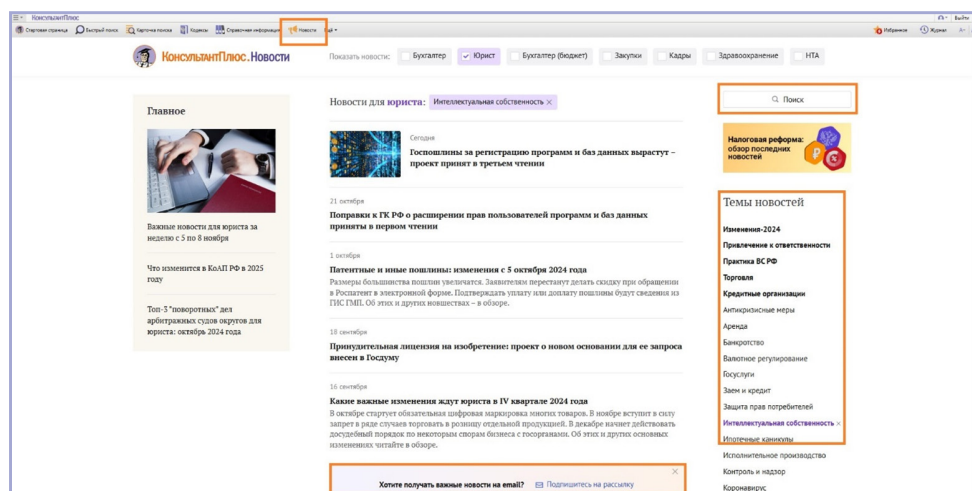 КонсультантПлюс
Выйти
Стартовая страница Быстрый поиск Карточка поиска Кодексы Справочная информация Новости Ещё
Избранное Журнал
КонсультантПлюс.Новости
Показать новости: Бухгалтер Юрист Бухгалтер (бюджет) Закупки Кадры Здравоохранение НТА
Главное
Важные новости для юриста за
неделю с 5 по 8 ноября
Что изменится в КоАП РФ в 2025
году
Топ-3 "поворотных" дел
арбитражных судов округов для
юриста: октябрь 2024 года
Новости для юриста: Интеллектуальная собственность ×
Сегодня
Госпошлины за регистрацию программ и баз данных вырастут –
проект принят в третьем чтении
21 октября
Поправки к ГК РФ о расширении прав пользователей программ и баз данных
приняты в первом чтении
1 октября
Патентные и иные пошлины: изменения с 5 октября 2024 года
Размеры большинства пошлин увеличатся. Заявителям перестанут делать скидку при обращении
в Роспатент в электронной форме. Подтверждать уплату или доплату пошлины будут сведения из
ГИС ГМП. Об этих и других новшествах – в обзоре.
18 сентября
Принудительная лицензия на изобретение: проект о новом основании для ее запроса
внесен в Госдуму
16 сентября
Какие важные изменения ждут юриста в IV квартале 2024 года
В октябре стартует обязательная цифровая маркировка многих товаров. В ноябре вступит в силу
запрет в ряде случаев торговать в розницу отдельной продукцией. В декабре начнет действовать
досудебный порядок по некоторым спорам бизнеса с госорганами. Об этих и других основных
изменениях читайте в обзоре.
Хотите получать важные новости на email? Подпишитесь на рассылку
Поиск
Налоговая реформа:
обзор последних
новостей
Темы новостей
Изменения-2024
Привлечение к ответственности
Практика ВС РФ
Торговля
Кредитные организации
Антикризисные меры
Аренда
Банкротство
Валютное регулирование
Госуслуги
Заем и кредит
Защита прав потребителей
Интеллектуальная собственность ×
Ипотечные каникулы
Исполнительное производство
Контроль и надзор
Коронавирус